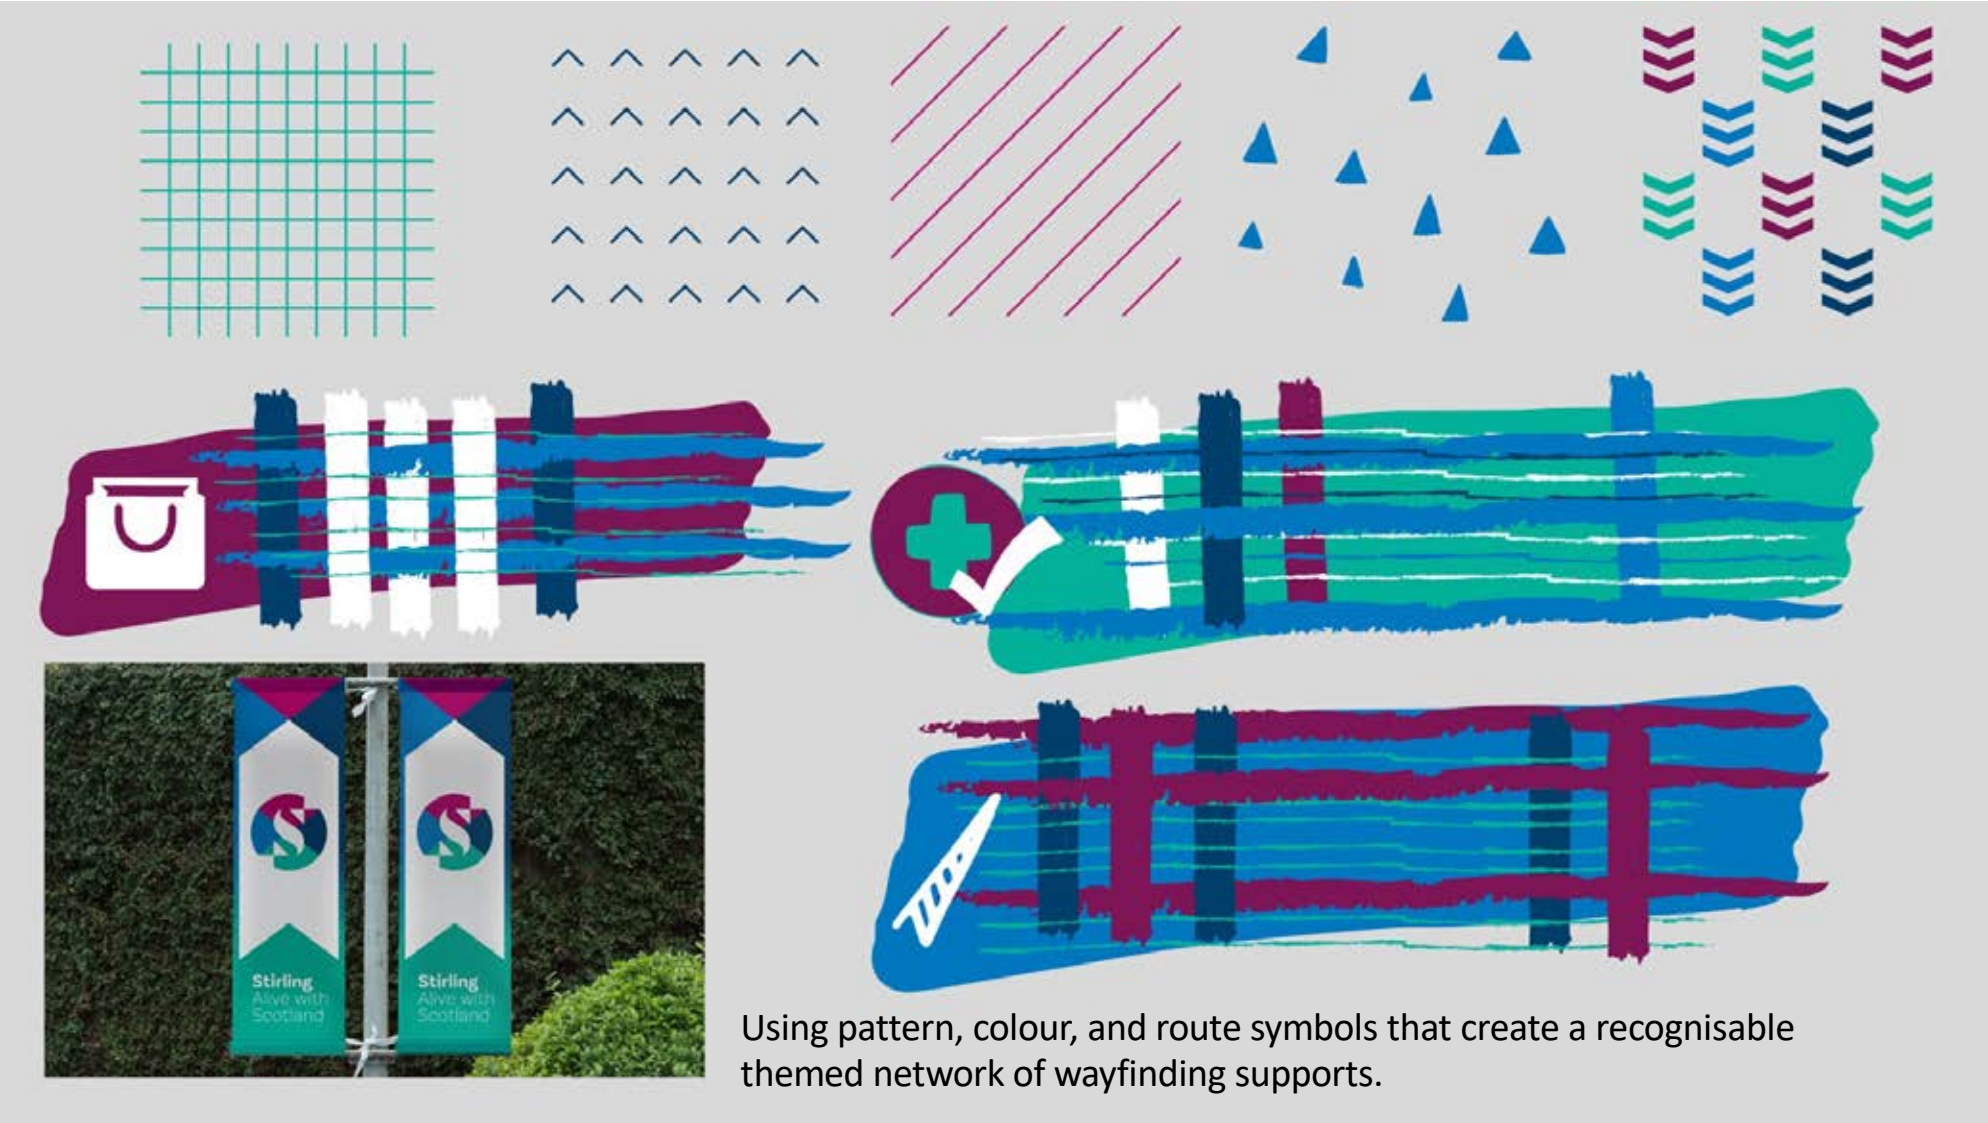 Stirling
Alive with
Scotland
Stirling
Alive with
Scotland
Using pattern, colour, and route symbols that create a recognisable
themed network of wayfinding supports.